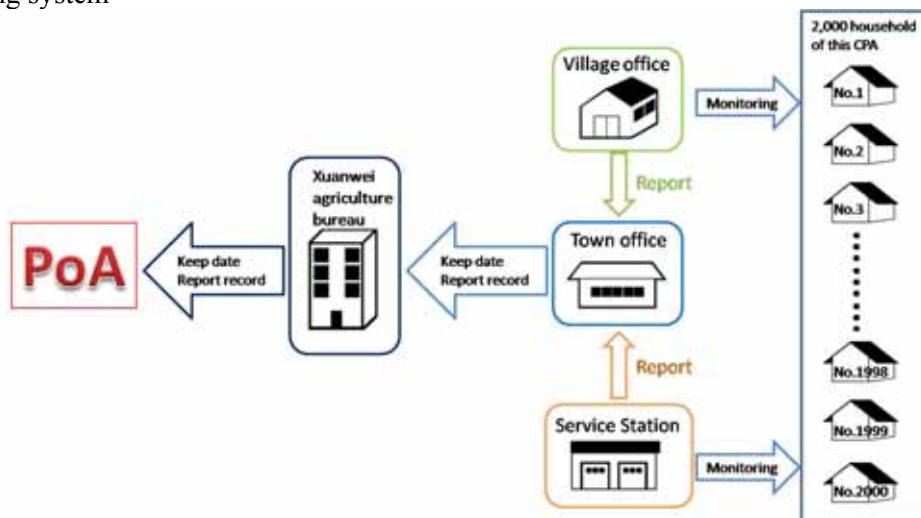 ng system
2,000 household
of this CPA
Village office
Monitoring
No.1
No.2
Report
No.3
Xuanwei
agriculture
bureau
Town office
PoA
Keep date
Report record
Keep date
Report record
Report
No.1998
Service Station
No.1999
Monitoring
No.2000